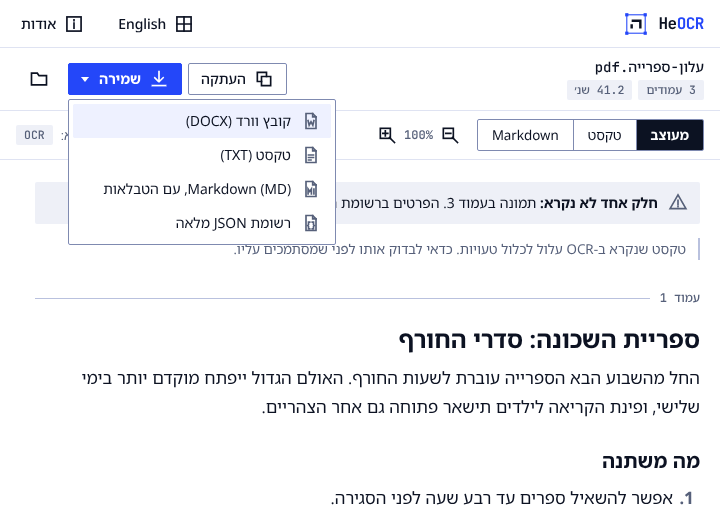 HeOCR
English
אודות
עלון-ספרייה.pdf
3 עמודים
41.2 שני
העתקה
שמירה
קובץ וורד (DOCX)
טקסט (TXT)
Markdown (MD), עם הטבלאות
רשומת JSON מלאה
מעוצב
טקסט
Markdown
100%
OCR
חלק אחד לא נקרא: תמונה בעמוד 3. הפרטים ברשומת
טקסט שנקרא ב-OCR עלול לכלול טעויות. כדאי לבדוק אותו לפני שמסתמכים עליו.
עמוד 1
ספריית השכונה: סדרי החורף
החל מהשבוע הבא הספרייה עוברת לשעות החורף. האולם הגדול ייפתח מוקדם יותר בימי
שלישי, ופינת הקריאה לילדים תישאר פתוחה גם אחר הצהריים.
מה משתנה
1. אפשר להשאיל ספרים עד רבע שעה לפני הסגירה.